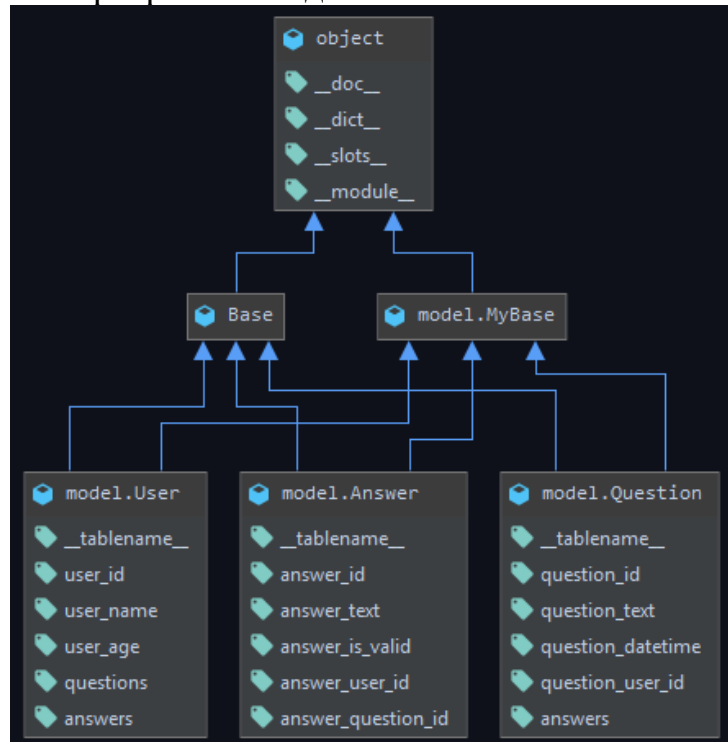 object
__doc__
__dict__
__slots__
__module__
Base
model.MyBase
model.User
__tablename__
user_id
user_name
user_age
questions
answers
model.Answer
__tablename__
answer_id
answer_text
answer_is_valid
answer_user_id
answer_question_id
model.Question
__tablename__
question_id
question_text
question_datetime
question_user_id
answers